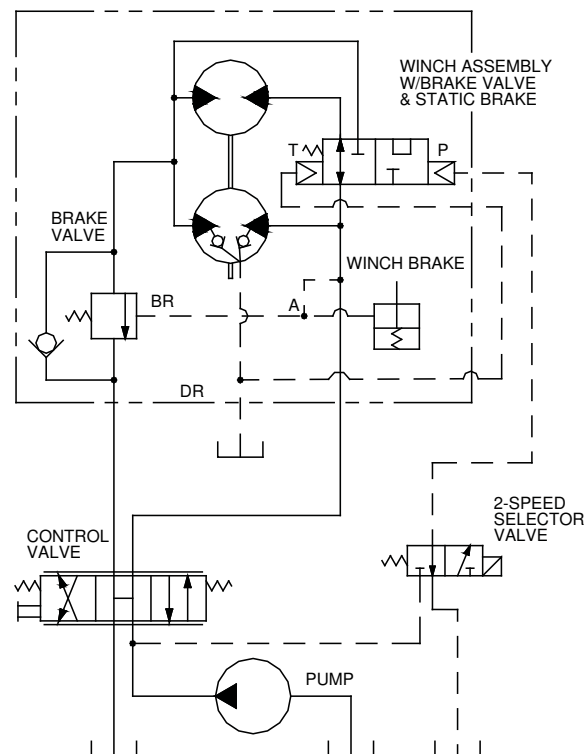 WINCH ASSEMBLY
W/BRAKE VALVE
& STATIC BRAKE
T
P
BRAKE
VALVE
WINCH BRAKE
BR
A
DR
2-SPEED
SELECTOR
VALVE
CONTROL
VALVE
PUMP